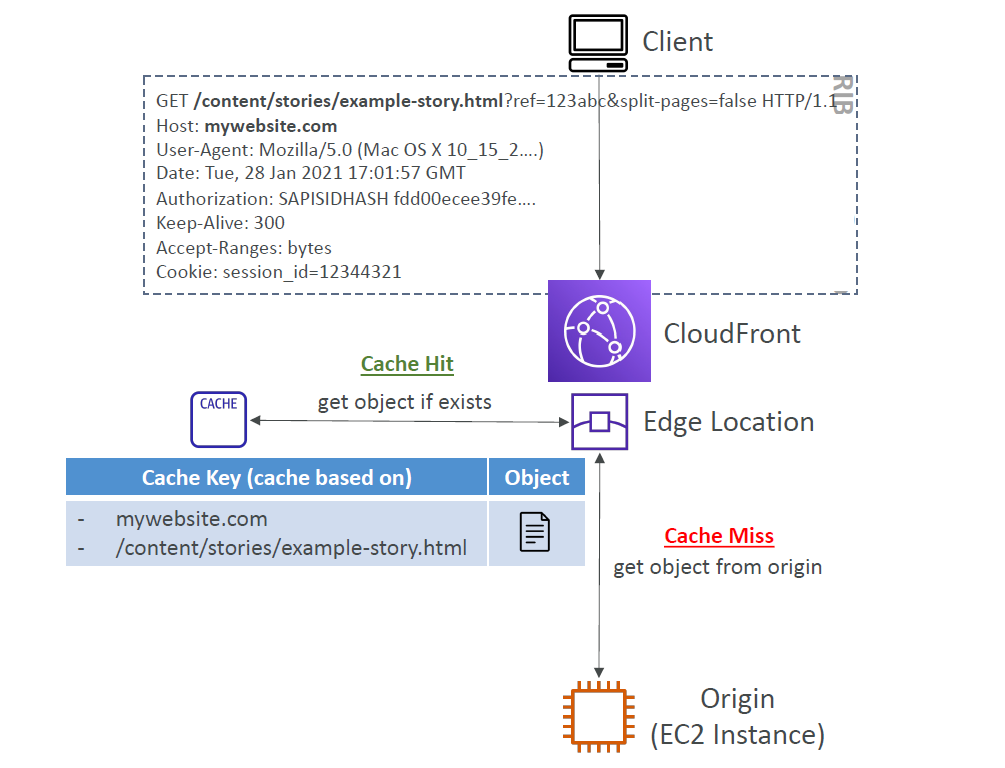 Client
GET /content/stories/example-story.html?ref=123abc&split-pages=false HTTP/1.1
Host: mywebsite.com
User-Agent: Mozilla/5.0 (Mac OS X 10_15_2....)
Date: Tue, 28 Jan 2021 17:01:57 GMT
Authorization: SAPISIDHASH fdd00ecee39fe....
Keep-Alive: 300
Accept-Ranges: bytes
Cookie: session_id=12344321
RIB
CloudFront
Cache Hit
get object if exists
CACHE
Edge Location
Cache Key (cache based on) Object
- mywebsite.com
- /content/stories/example-story.html
Cache Miss
get object from origin
Origin
(EC2 Instance)